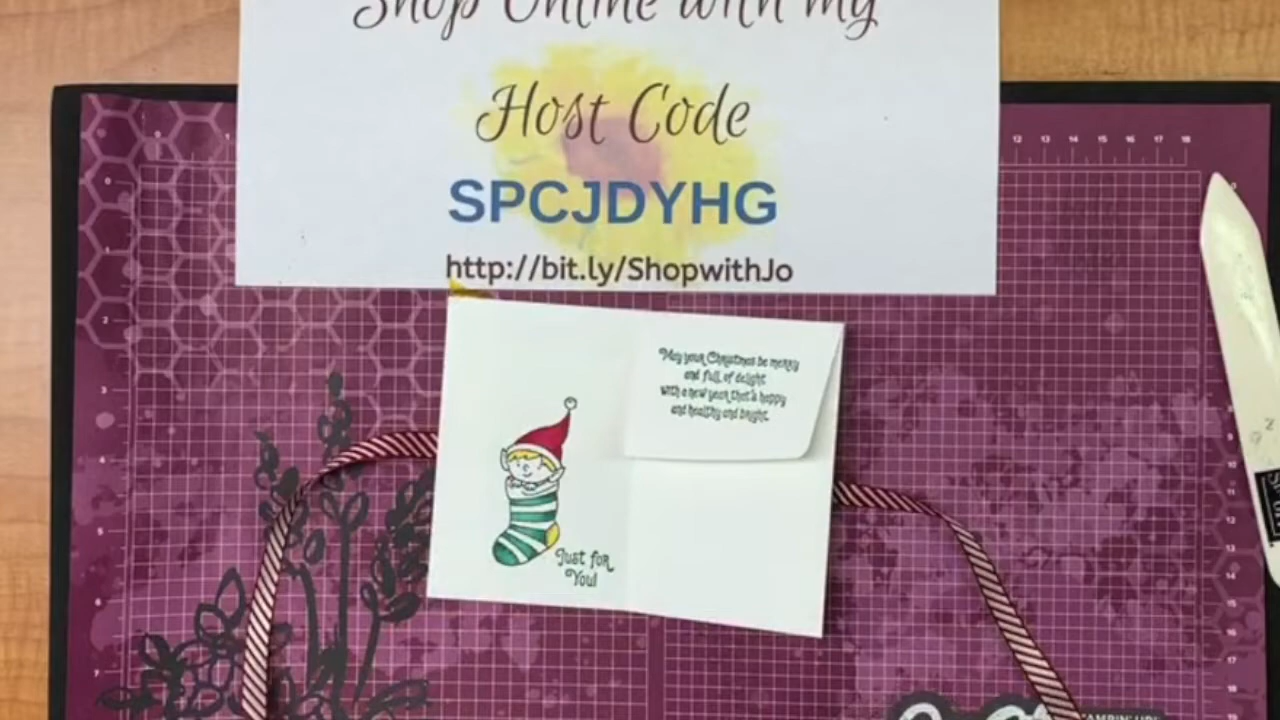 Shop Online with my
Host Code
SPCJDYHG
http://bit.ly/ShopwithJo
May your Christmas be merry
and full of delight
with a new year that's happy
and healthy and bright.
Just for
You!